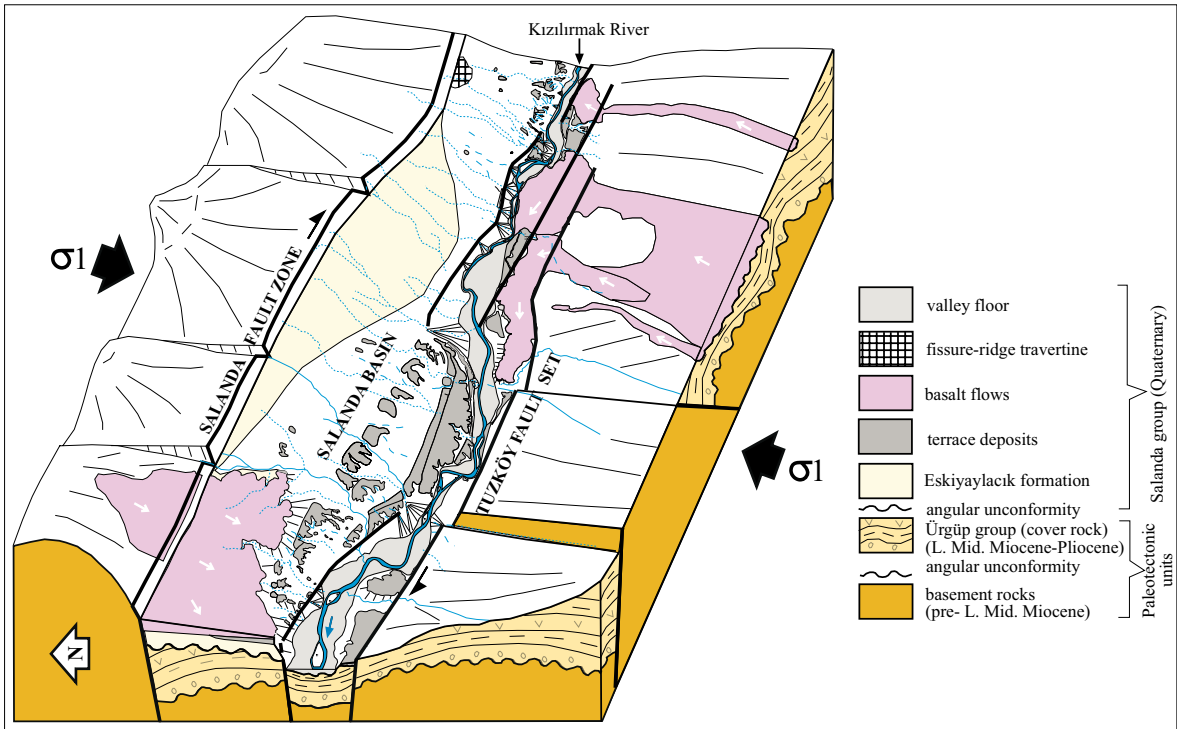 Kızılırmak River
σ1
SALANDA FAULT ZONE
SALANDA BASIN
TUZKÖY FAULT SET
σ1
N
valley floor
fissure-ridge travertine
basalt flows
terrace deposits
Eskiyaylacık formation
angular unconformity
Ürgüp group (cover rock)
(L. Mid. Miocene-Pliocene)
angular unconformity
basement rocks
(pre- L. Mid. Miocene)
Salanda group (Quaternary)
Paleotectonic
units